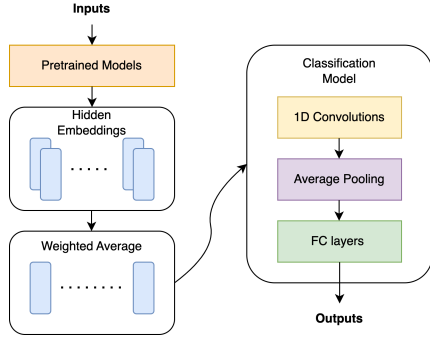 Inputs
Pretrained Models
Hidden
Embeddings
Weighted Average
Classification
Model
1D Convolutions
Average Pooling
FC layers
Outputs